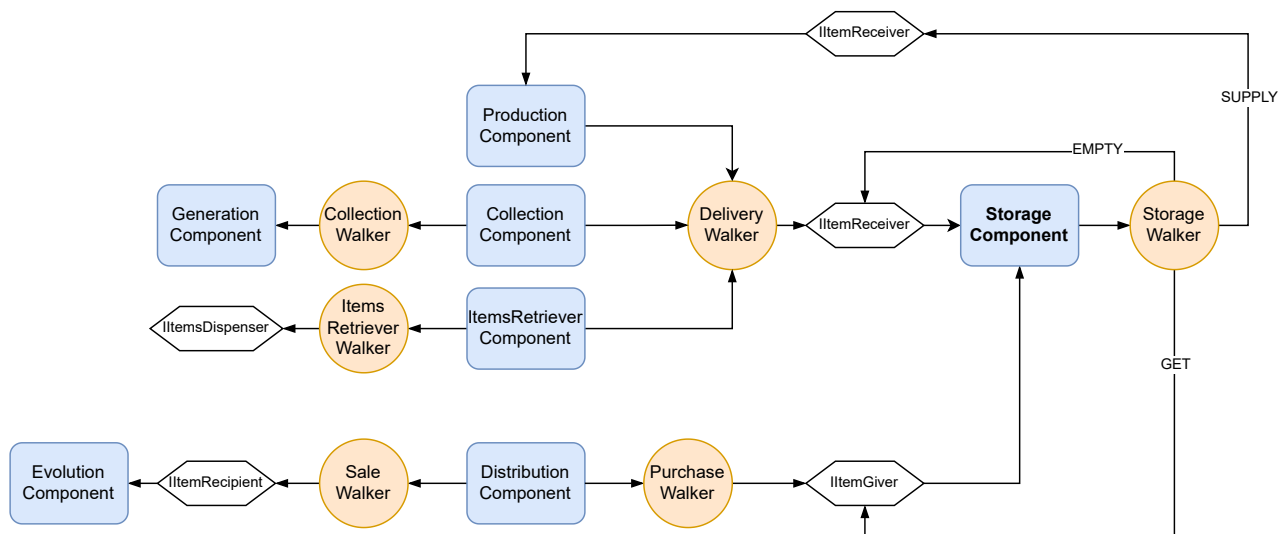 IItemReceiver
SUPPLY
Production
Component
EMPTY
Generation
Component
Collection
Walker
Collection
Component
Delivery
Walker
IItemReceiver
Storage
Component
Storage
Walker
IItemsDispenser
Items
Retriever
Walker
ItemsRetriever
Component
GET
Evolution
Component
IItemRecipient
Sale
Walker
Distribution
Component
Purchase
Walker
IItemGiver